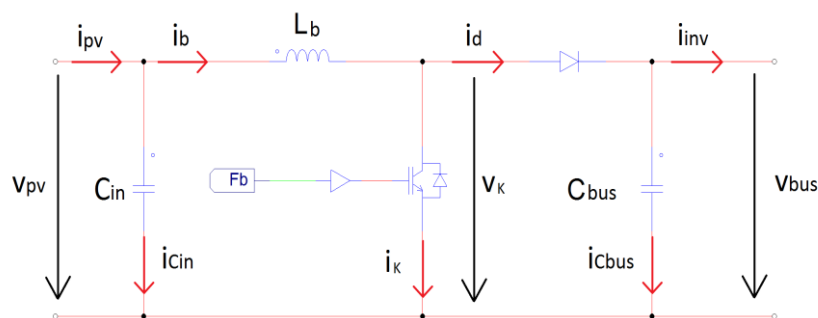 ipv ib Lb id iinv
vpv Cin Fb vK Cbus vbus
iCin iK iCbus